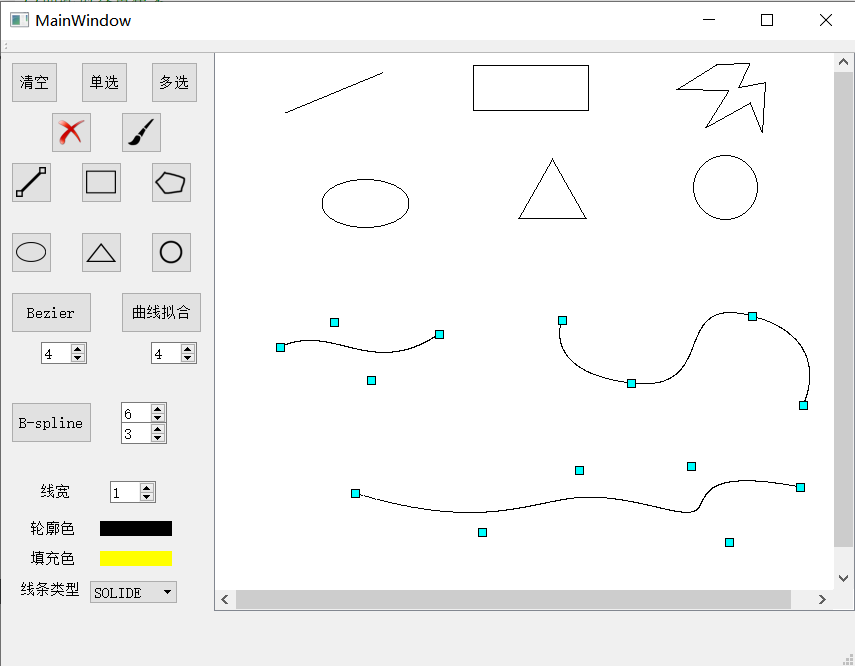 MainWindow
清空 单选 多选
Bezier 曲线拟合
4 4
B-spline 6
3
线宽 1
轮廓色
填充色
线条类型 SOLIDE